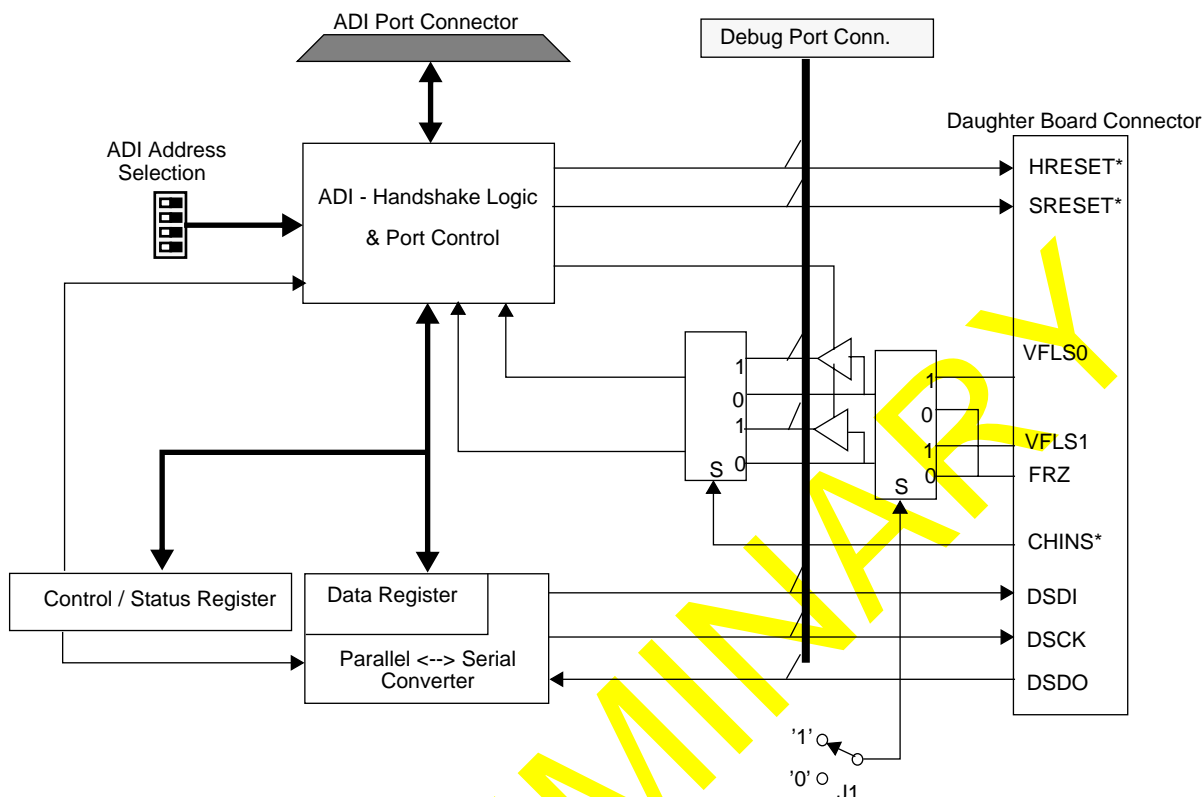 ADI Port Connector
Debug Port Conn.
Daughter Board Connector
ADI Address
Selection
ADI - Handshake Logic
& Port Control
HRESET*
SRESET*
VFLS0
1
0
1
0
S
1
0
1
0
S
VFLS1
FRZ
CHINS*
Control / Status Register
Data Register
Parallel <--> Serial
Converter
DSDI
DSCK
DSDO
'1'
'0'
J1
MINARY